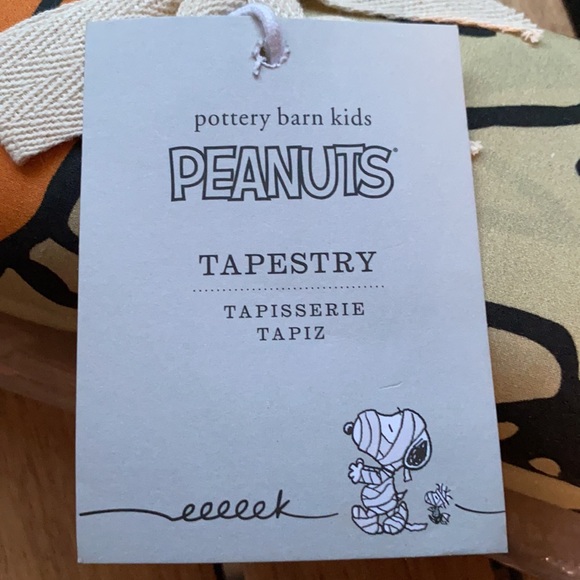 pottery barn kids
PEANUTS®
TAPESTRY
TAPISSERIE
TAPIZ
eeeeek